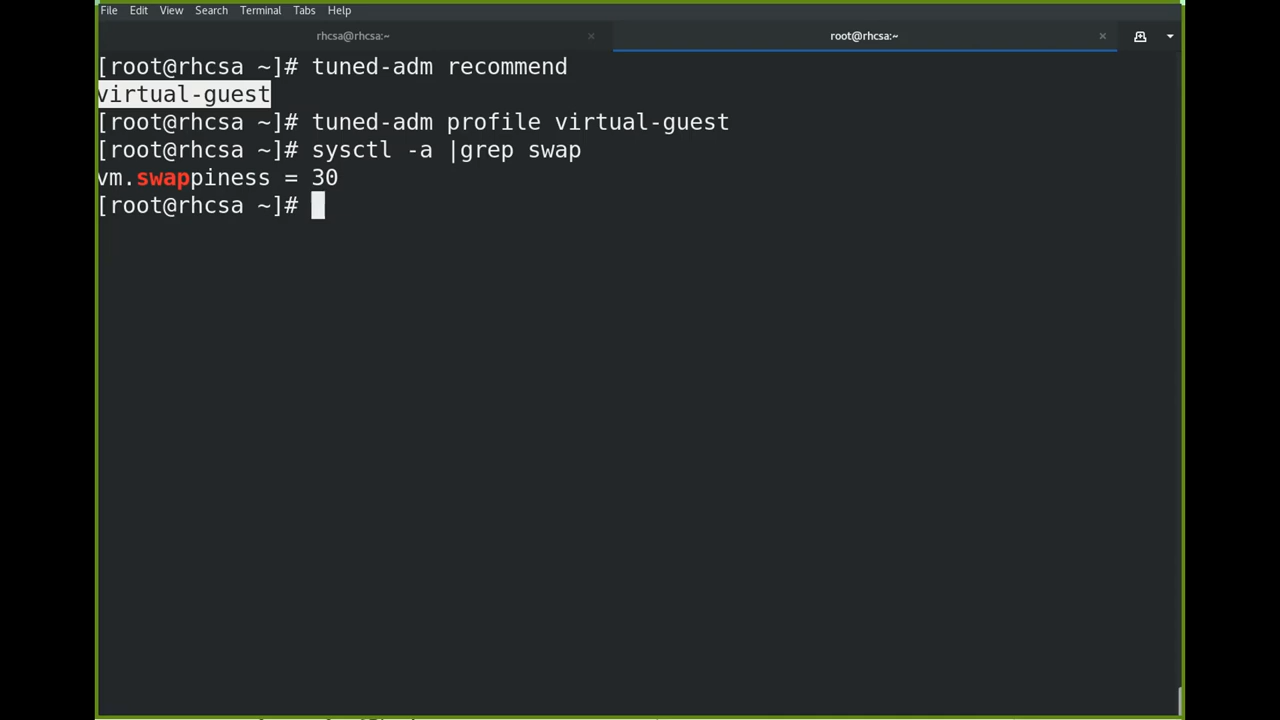 File Edit View Search Terminal Tabs Help
rhcsa@rhcsa:~ × root@rhcsa:~ ×
[root@rhcsa ~]# tuned-adm recommend
virtual-guest
[root@rhcsa ~]# tuned-adm profile virtual-guest
[root@rhcsa ~]# sysctl -a |grep swap
vm.swappiness = 30
[root@rhcsa ~]#